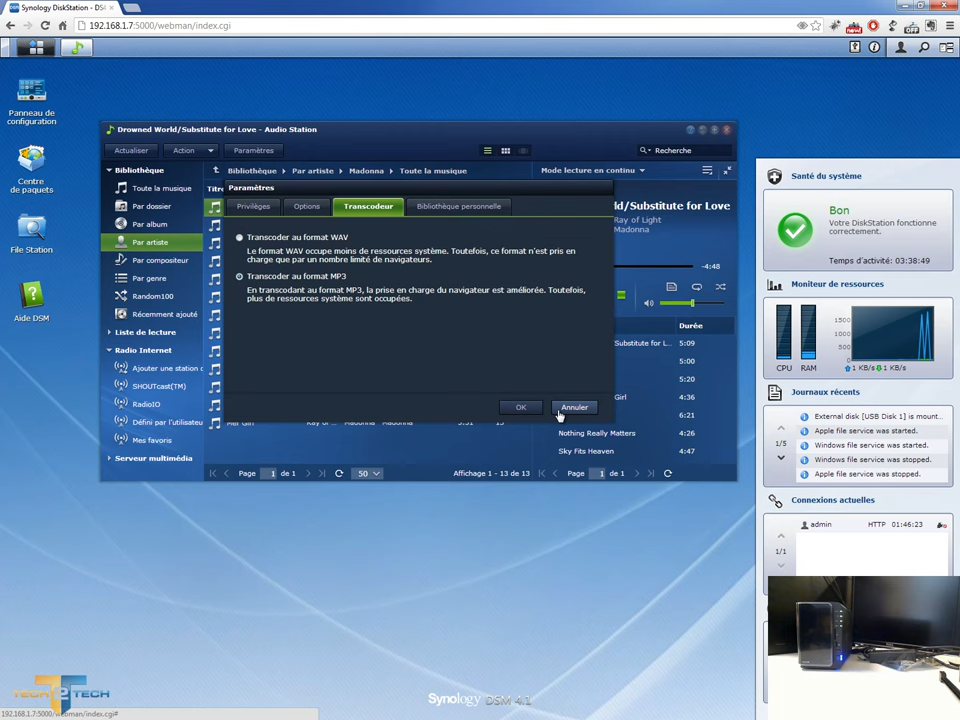 Synology DiskStation - DSM
192.168.1.7:5000/webman/index.cgi
Panneau de
configuration
Centre de
paquets
File Station
Aide DSM
Drowned World/Substitute for Love - Audio Station
Actualiser
Action
Paramètres
Recherche
Bibliothèque
Bibliothèque
Par artiste
Madonna
Toute la musique
Mode lecture en continu
Toute la musique
Par dossier
Par album
Par artiste
Par compositeur
Par genre
Random100
Récemment ajouté
Liste de lecture
Radio Internet
Ajouter une station d
SHOUTcast(TM)
RadioIO
Défini par l'utilisateur
Mes favoris
Serveur multimédia
Titre
Paramètres
Privilèges
Options
Transcodeur
Bibliothèque personnelle
Transcoder au format WAV
Le format WAV occupe moins de ressources système. Toutefois, ce format n'est pris en
charge que par un nombre limité de navigateurs.
Transcoder au format MP3
En transcodant au format MP3, la prise en charge du navigateur est améliorée. Toutefois,
plus de ressources système sont occupées.
OK
Annuler
ld/Substitute for Love
Ray of Light
Madonna
-4:48
Durée
Substitute for L...
5:09
5:00
5:20
Girl
4:36
6:21
Nothing Really Matters
4:26
Sky Fits Heaven
4:47
Page 1 de 1
50
Affichage 1 - 13 de 13
Page 1 de 1
Santé du système
Bon
Votre DiskStation fonctionne
correctement.
Temps d'activité: 03:38:49
Moniteur de ressources
1500
1000
500
0
CPU
RAM
1 KB/s
1 KB/s
Journaux récents
External disk [USB Disk 1] is mount...
Apple file service was started.
1/5
Windows file service was started.
Windows file service was stopped.
Apple file service was stopped.
Connexions actuelles
admin
HTTP
01:46:23
1/1
TECH
TECH
Synology DSM 4.1
192.168.1.7:5000/webman/index.cgi#